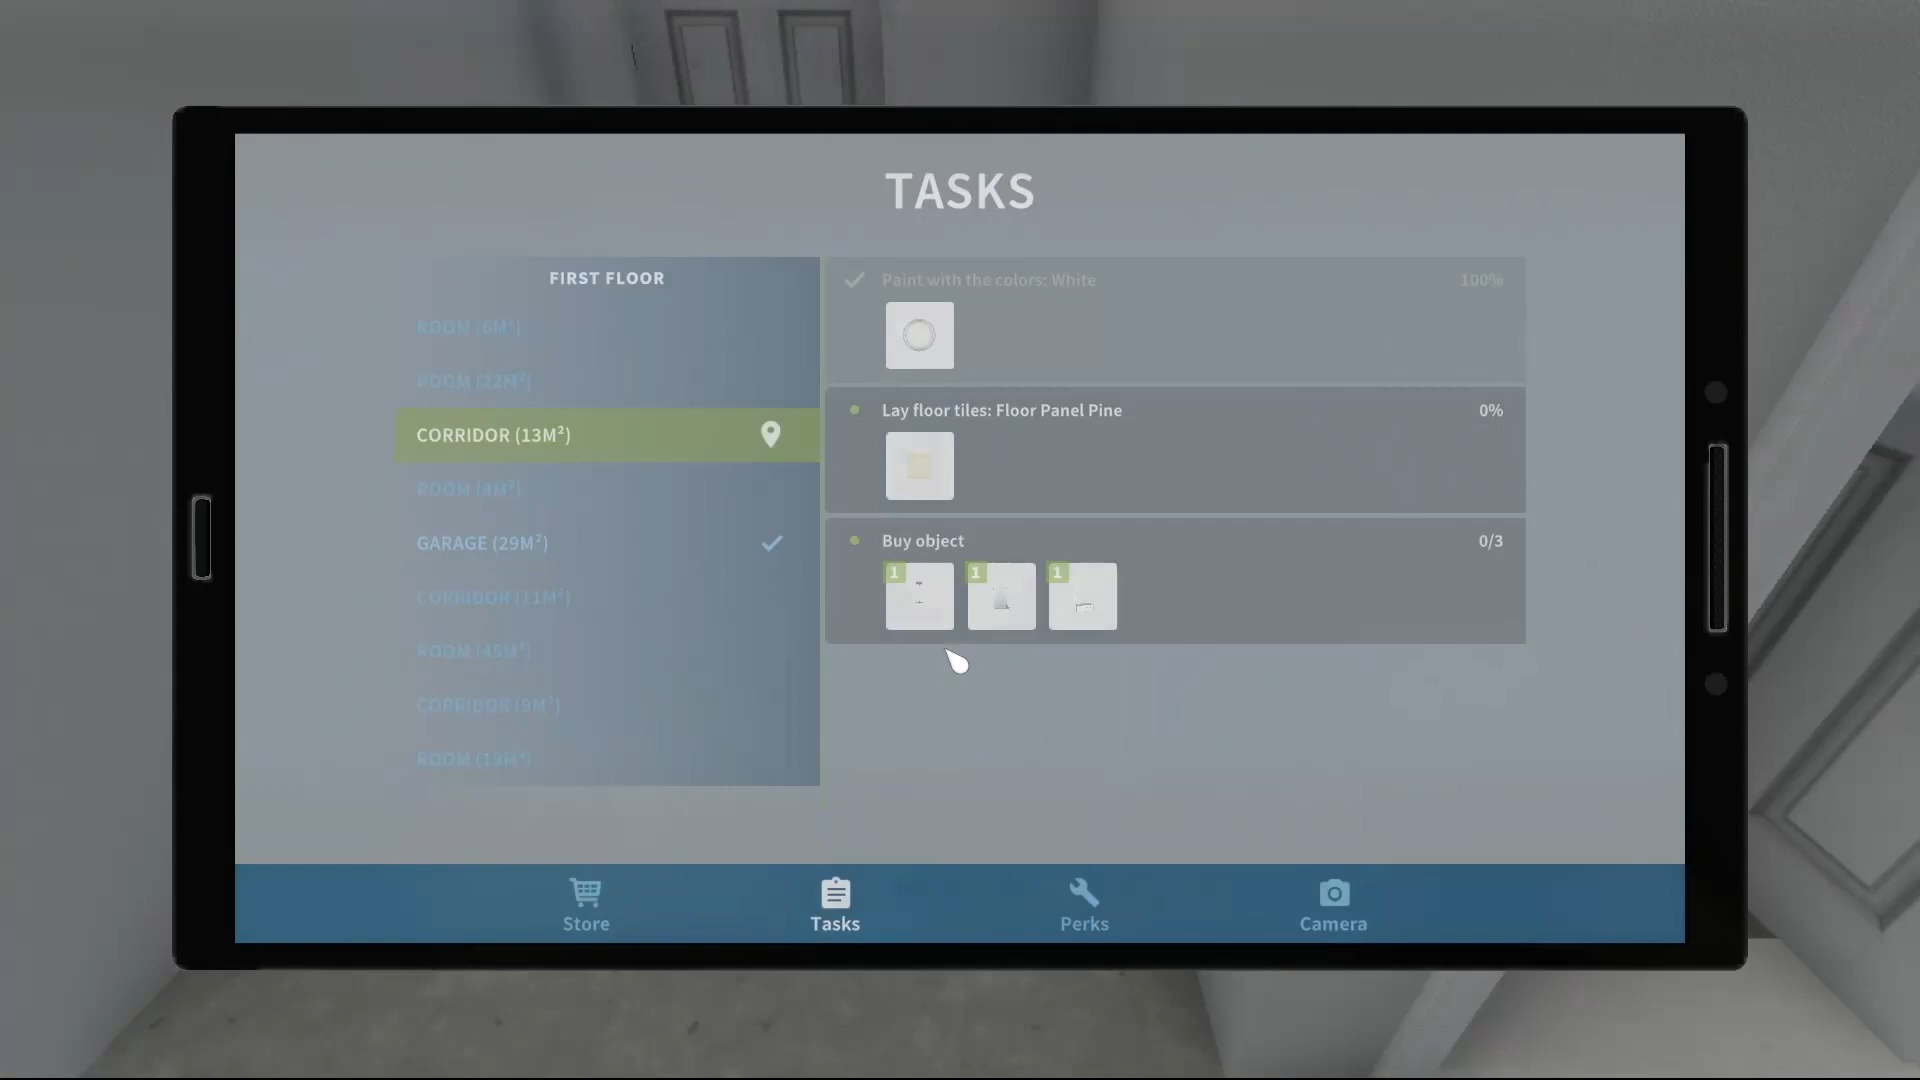 TASKS
FIRST FLOOR
ROOM (6M²)
ROOM (12M²)
CORRIDOR (13M²)
ROOM (4M²)
GARAGE (29M²)
CORRIDOR (11M²)
ROOM (45M²)
CORRIDOR (9M²)
ROOM (19M²)
Paint with the colors: White 100%
Lay floor tiles: Floor Panel Pine 0%
Buy object 0/3
1 1 1
Store Tasks Perks Camera